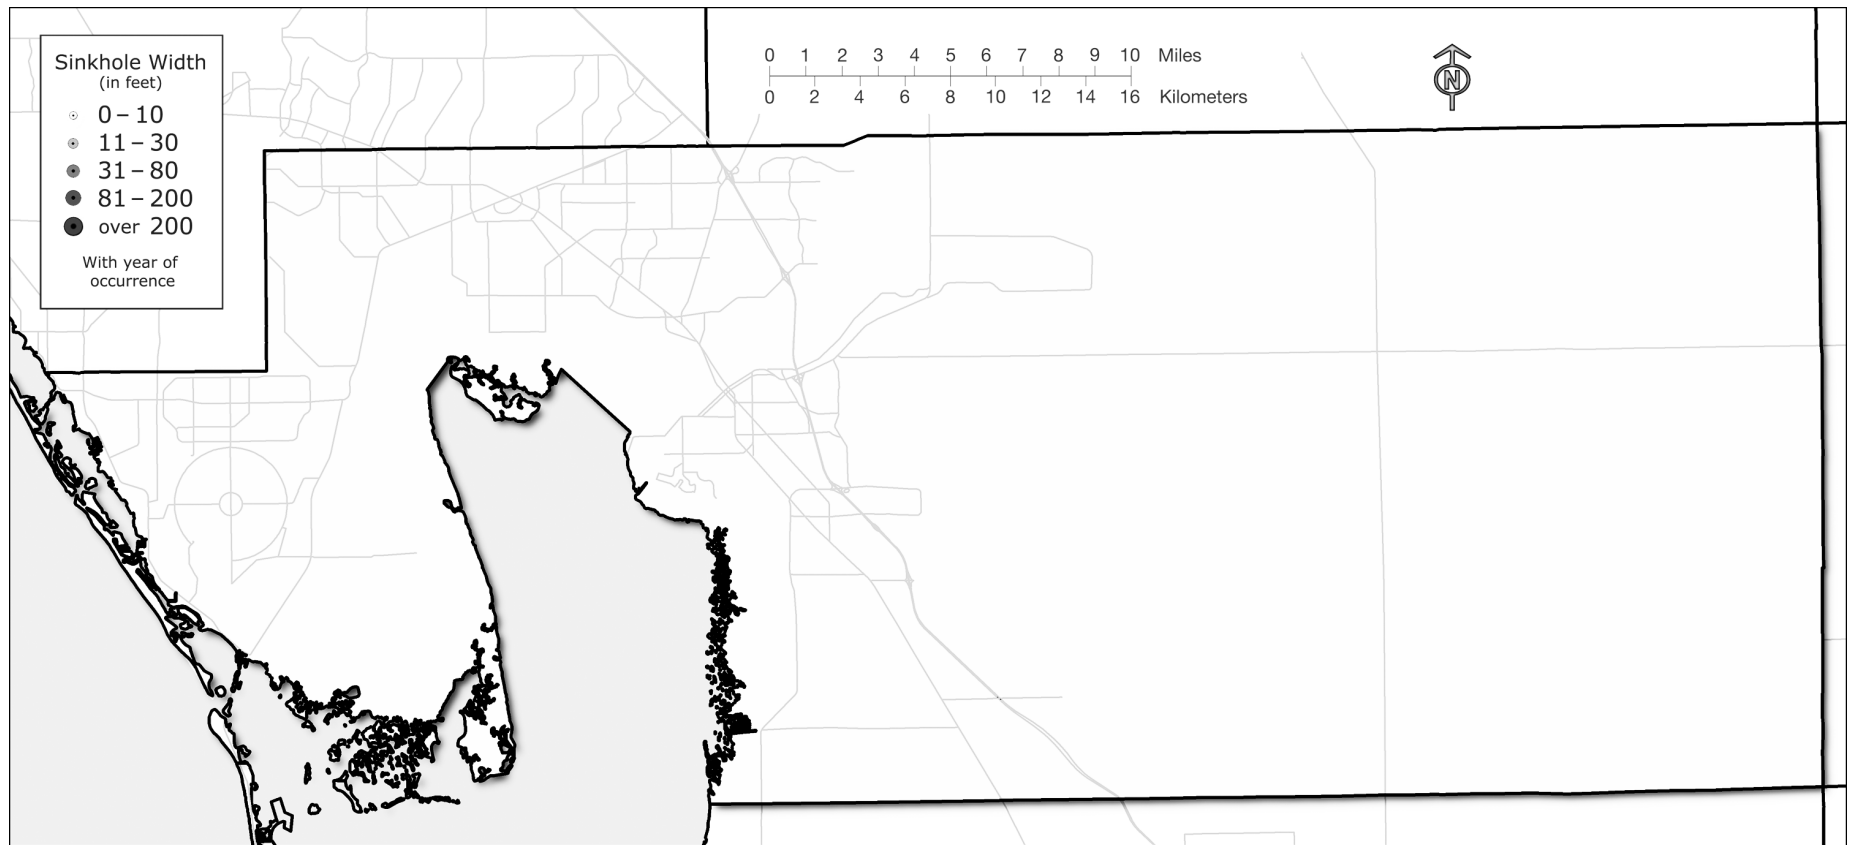 Sinkhole Width
(in feet)
0 – 10
11 – 30
31 – 80
81 – 200
over 200
With year of
occurrence
0 1 2 3 4 5 6 7 8 9 10 Miles
0 2 4 6 8 10 12 14 16 Kilometers
N